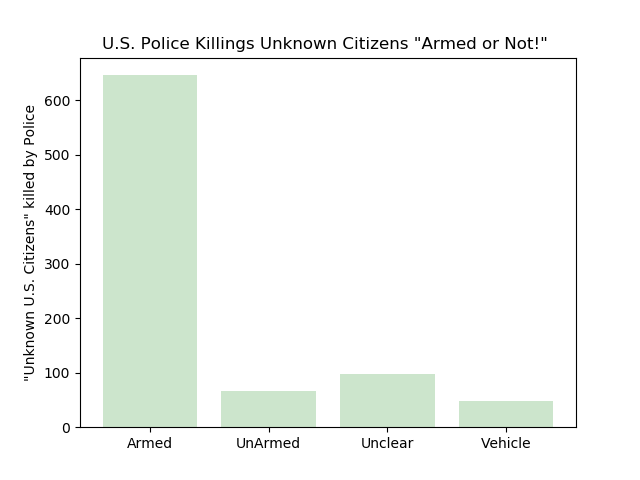 U.S. Police Killings Unknown Citizens "Armed or Not!"
"Unknown U.S. Citizens" killed by Police
600
500
400
300
200
100
0
Armed
UnArmed
Unclear
Vehicle